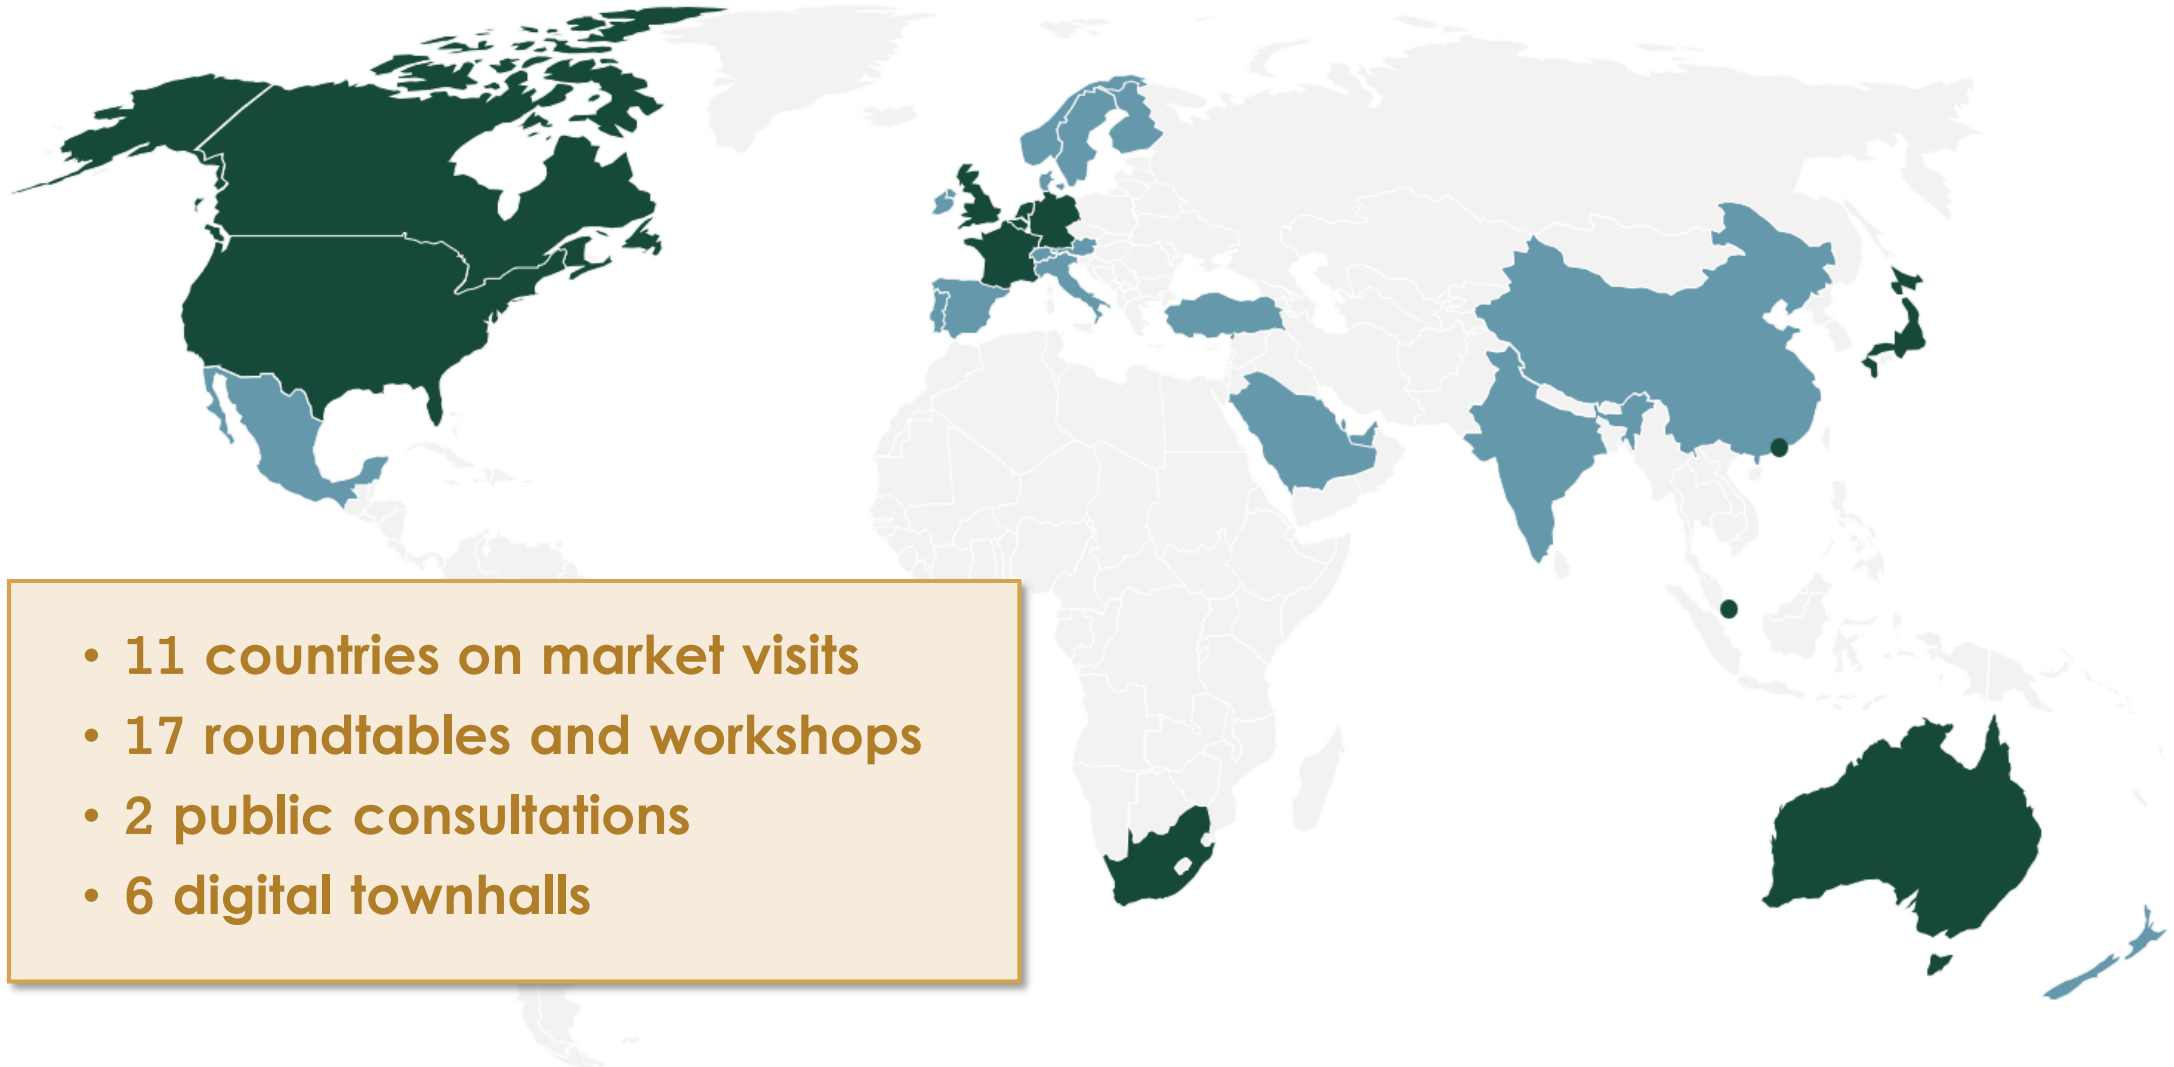 • 11 countries on market visits
• 17 roundtables and workshops
• 2 public consultations
• 6 digital townhalls